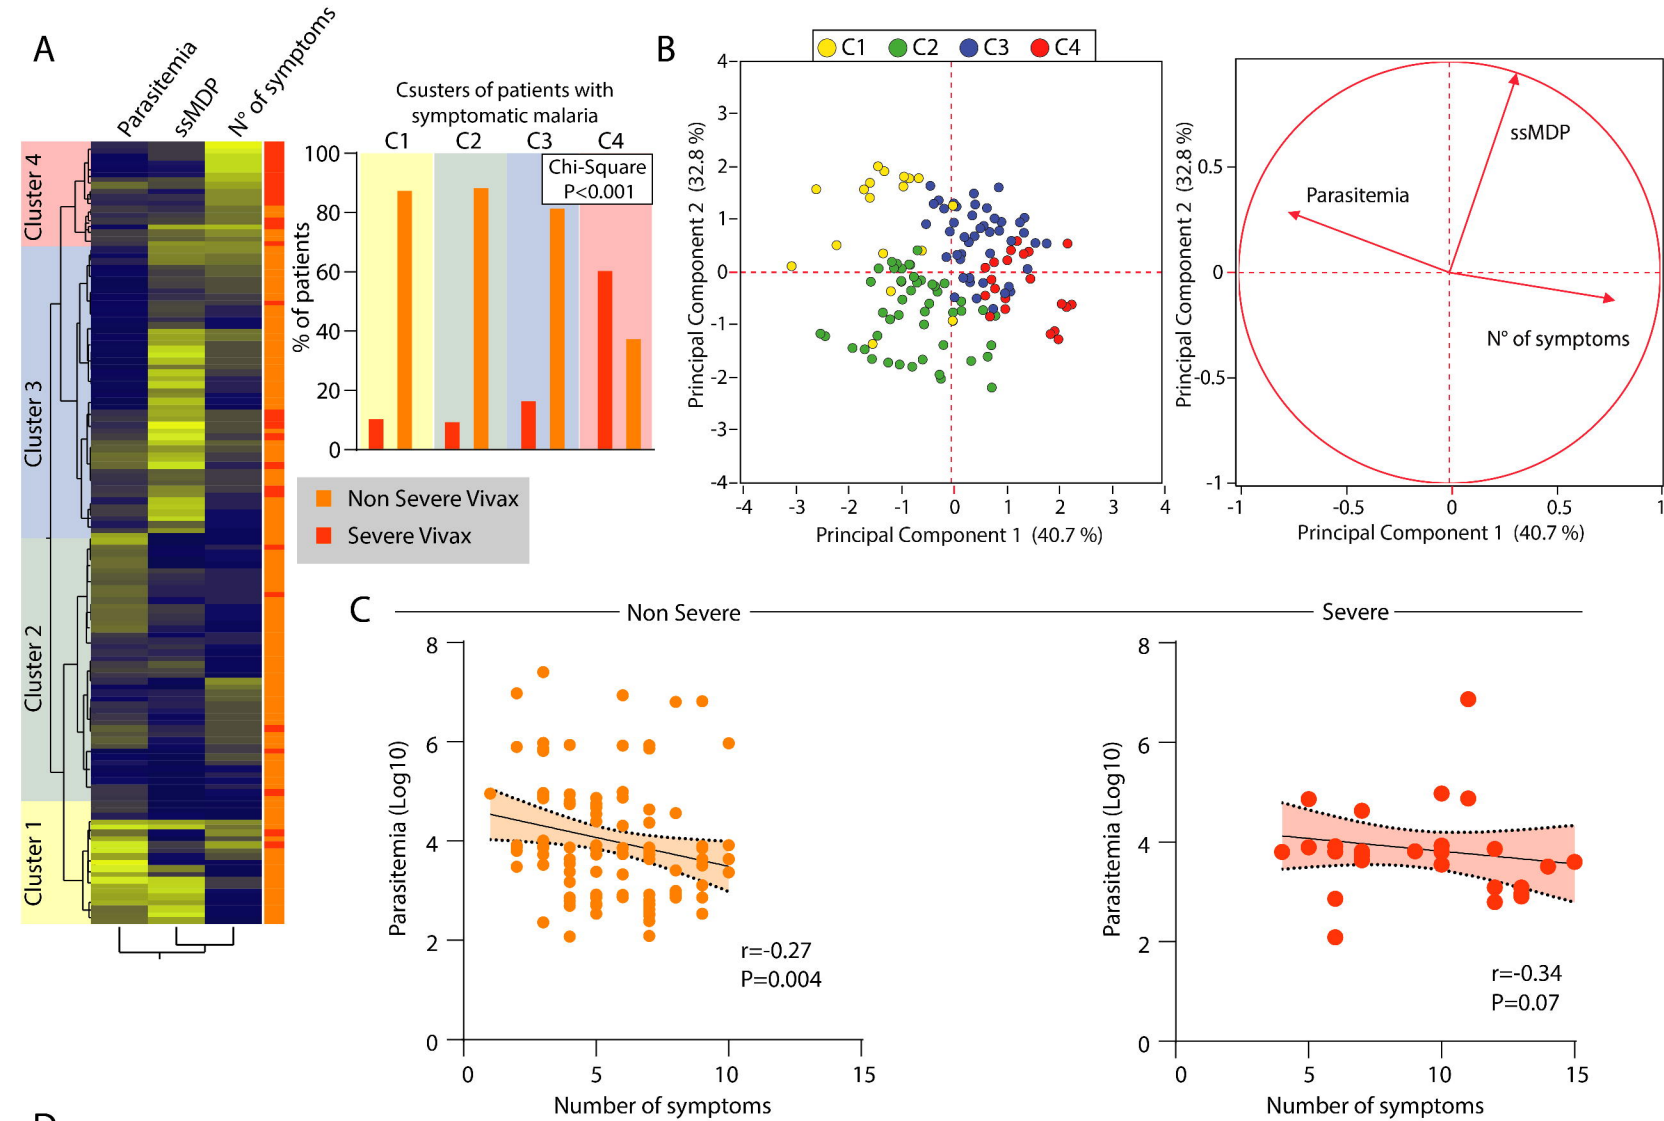 A
Parasitemia
ssMDP
N° of symptoms
Cluster 4
Cluster 3
Cluster 2
Cluster 1
Csusters of patients with
symptomatic malaria
C1 C2 C3 C4
Chi-Square
P<0.001
% of patients
100
80
60
40
20
0
Non Severe Vivax
Severe Vivax
B
C1 C2 C3 C4
Principal Component 2 (32.8 %)
4
3
2
1
0
-1
-2
-3
-4
-4 -3 -2 -1 0 1 2 3 4
Principal Component 1 (40.7 %)
Principal Component 2 (32.8 %)
0.5
0
-0.5
-1
ssMDP
Parasitemia
N° of symptoms
-1 -0.5 0 0.5 1
Principal Component 1 (40.7 %)
C
Non Severe
Severe
Parasitemia (Log10)
8
6
4
2
0
r=-0.27
P=0.004
0 5 10 15
Number of symptoms
Parasitemia (Log10)
8
6
4
2
0
r=-0.34
P=0.07
0 5 10 15
Number of symptoms